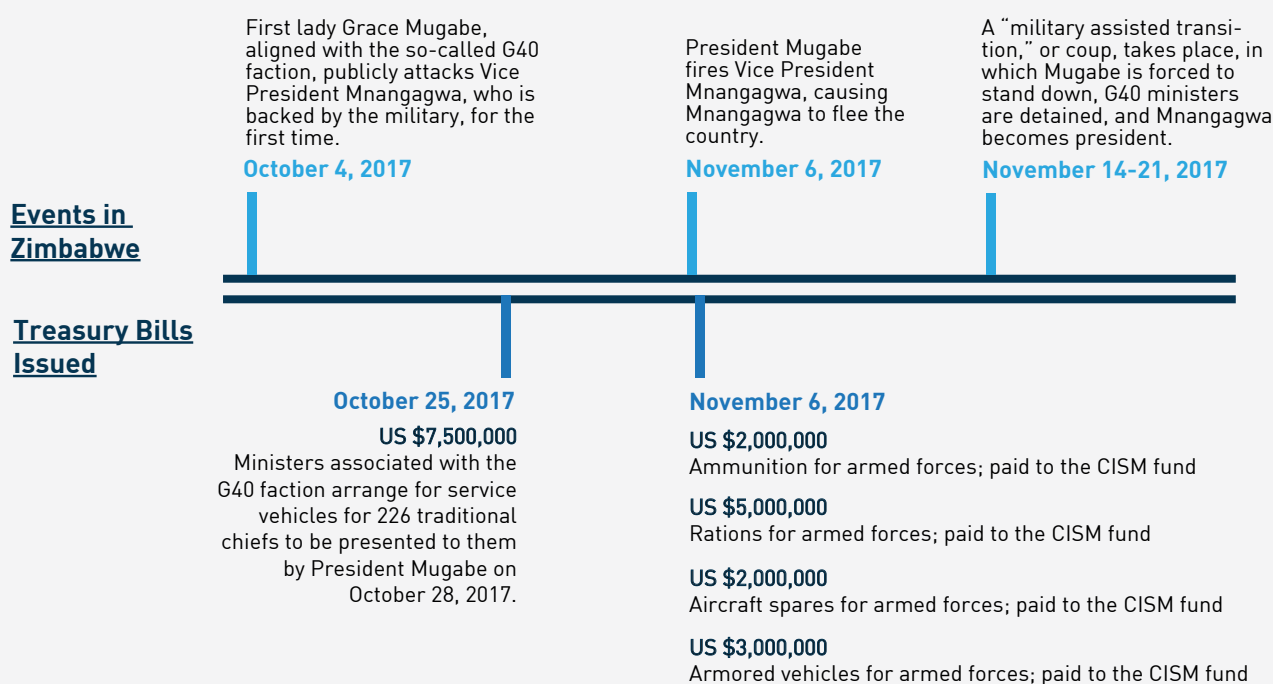 First lady Grace Mugabe,
aligned with the so-called G40
faction, publicly attacks Vice
President Mnangagwa, who is
backed by the military, for the
first time.
October 4, 2017
President Mugabe
fires Vice President
Mnangagwa, causing
Mnangagwa to flee the
country.
November 6, 2017
A “military assisted transi-
tion,” or coup, takes place, in
which Mugabe is forced to
stand down, G40 ministers
are detained, and Mnangagwa
becomes president.
November 14-21, 2017
Events in
Zimbabwe
Treasury Bills
Issued
October 25, 2017
US $7,500,000
Ministers associated with the
G40 faction arrange for service
vehicles for 226 traditional
chiefs to be presented to them
by President Mugabe on
October 28, 2017.
November 6, 2017
US $2,000,000
Ammunition for armed forces; paid to the CISM fund
US $5,000,000
Rations for armed forces; paid to the CISM fund
US $2,000,000
Aircraft spares for armed forces; paid to the CISM fund
US $3,000,000
Armored vehicles for armed forces; paid to the CISM fund